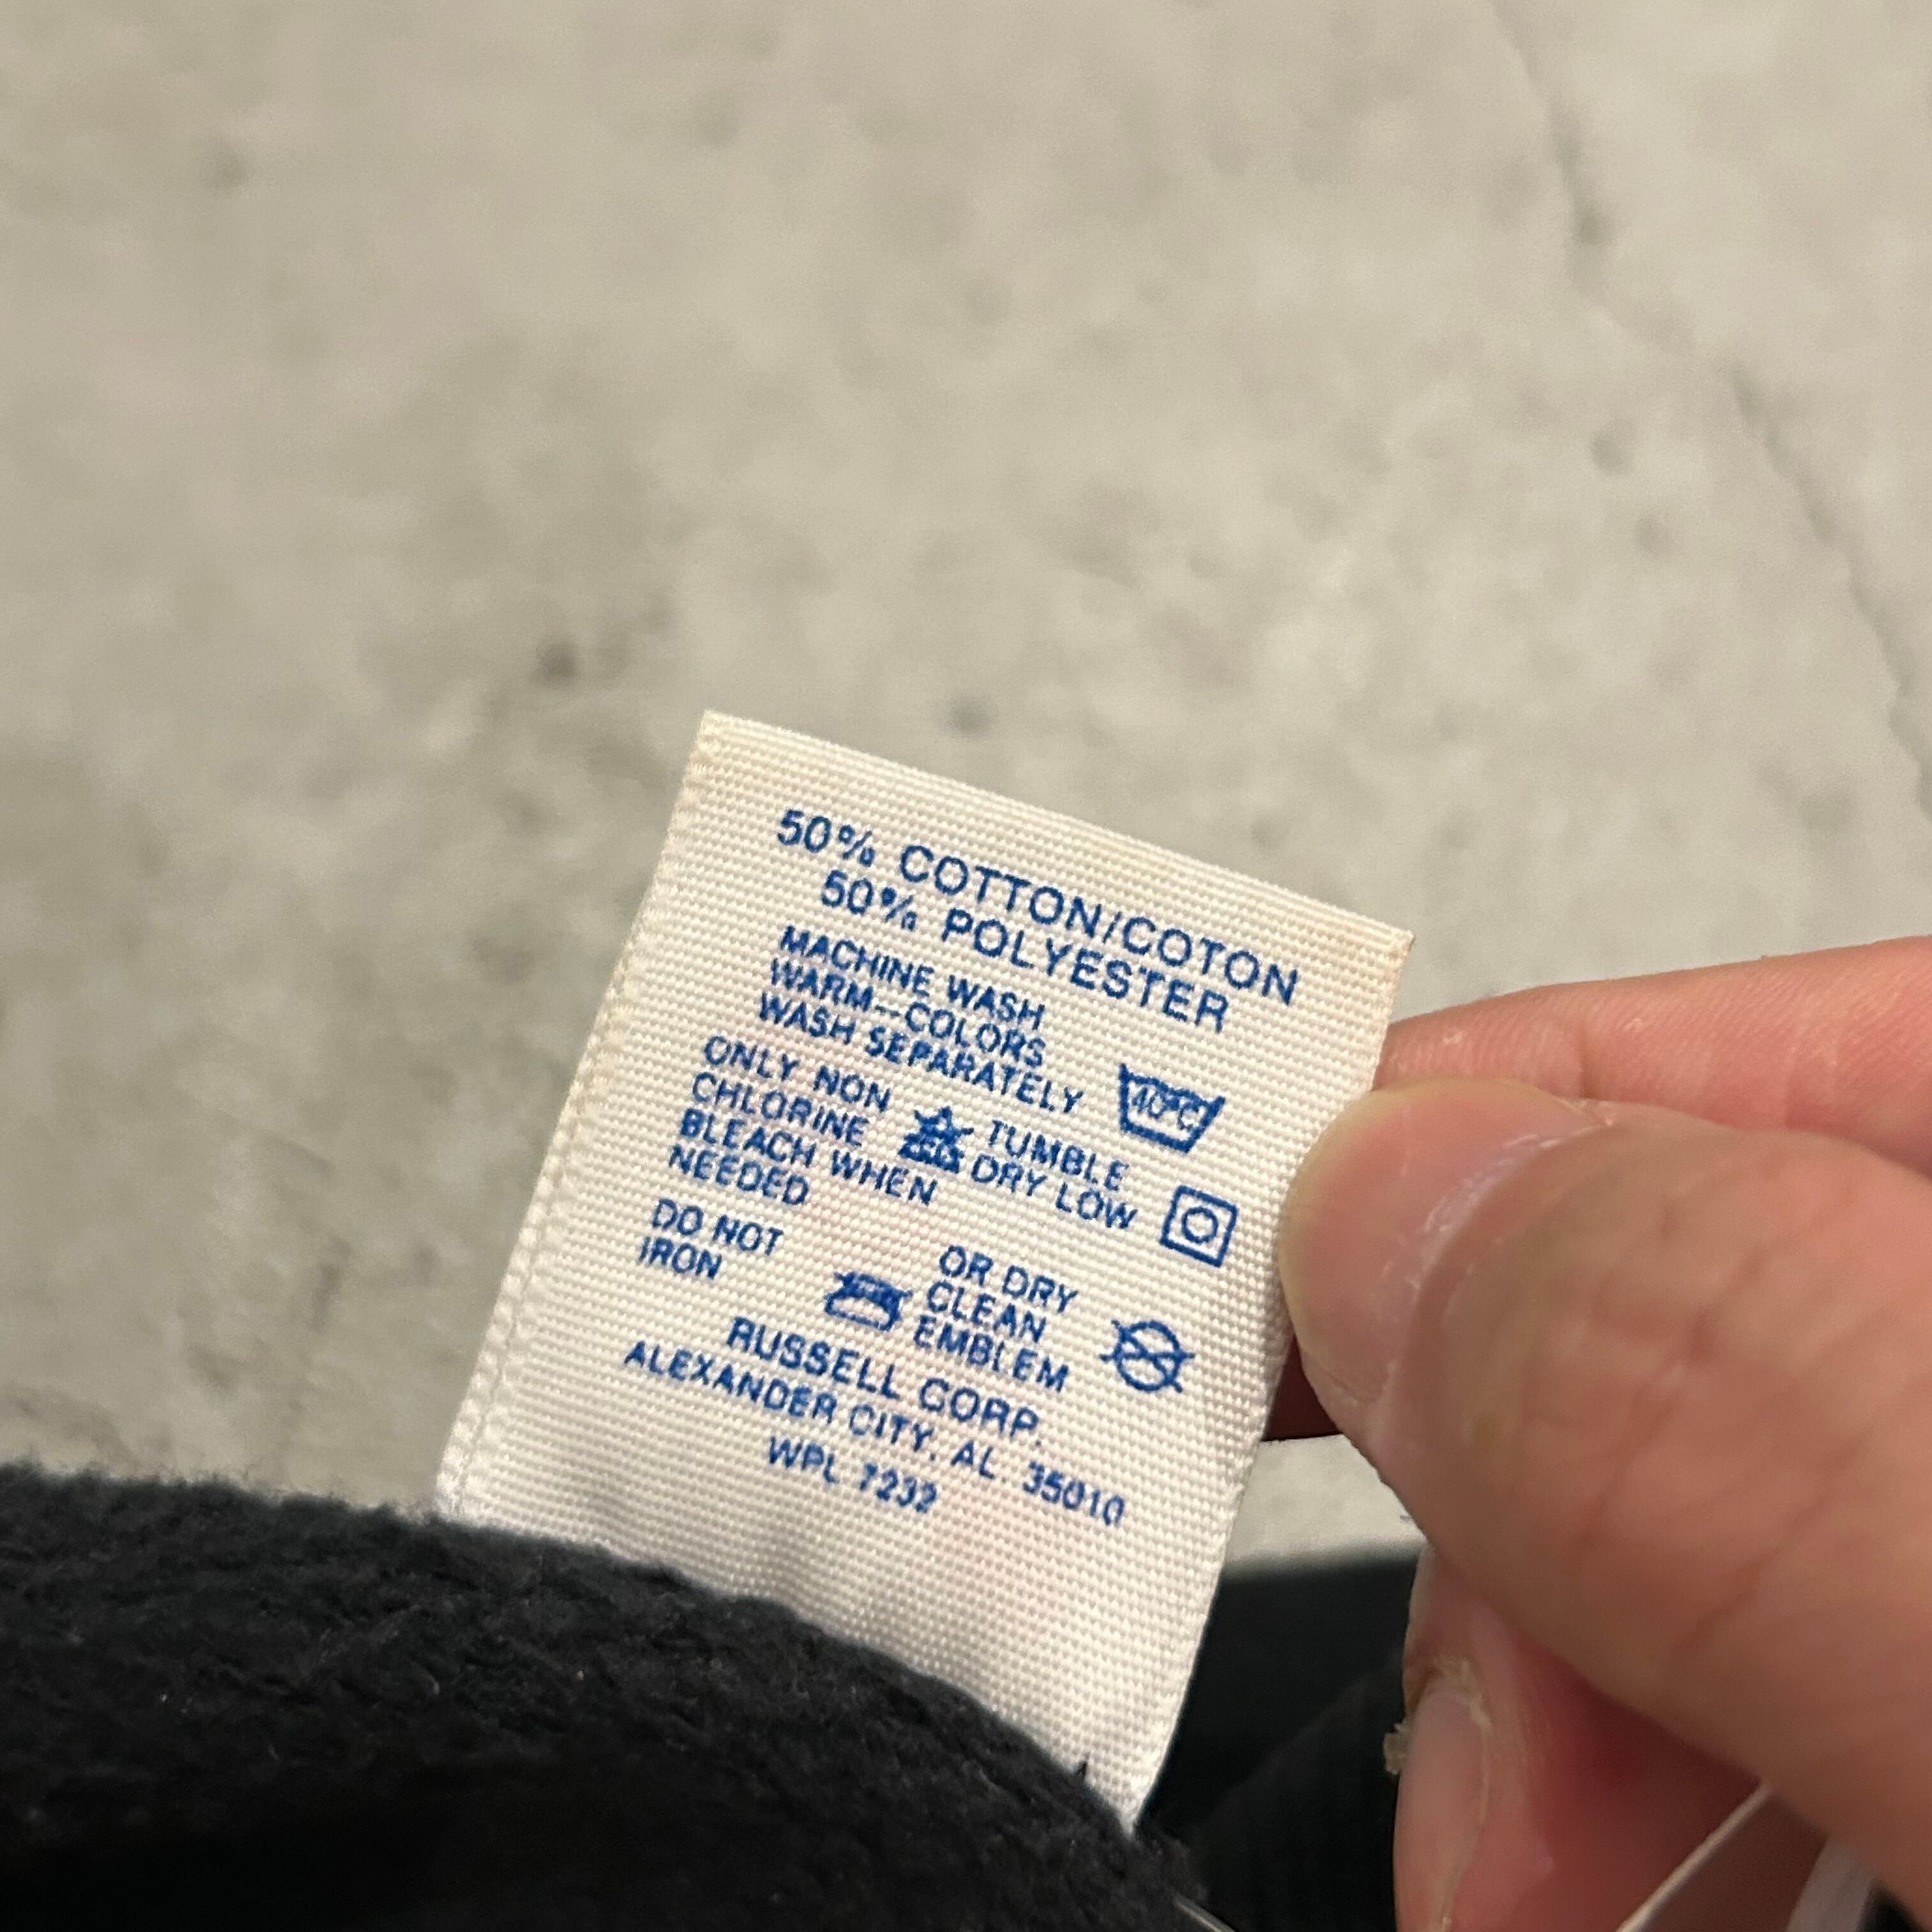 50% COTTON/COTON
50% POLYESTER
MACHINE WASH
WARM--COLORS
WASH SEPARATELY
40°C
ONLY NON
CHLORINE
BLEACH WHEN
NEEDED
TUMBLE
DRY LOW
DO NOT
IRON
OR DRY
CLEAN
EMBLEM
RUSSELL CORP.
ALEXANDER CITY, AL. 35010
WPL 7232